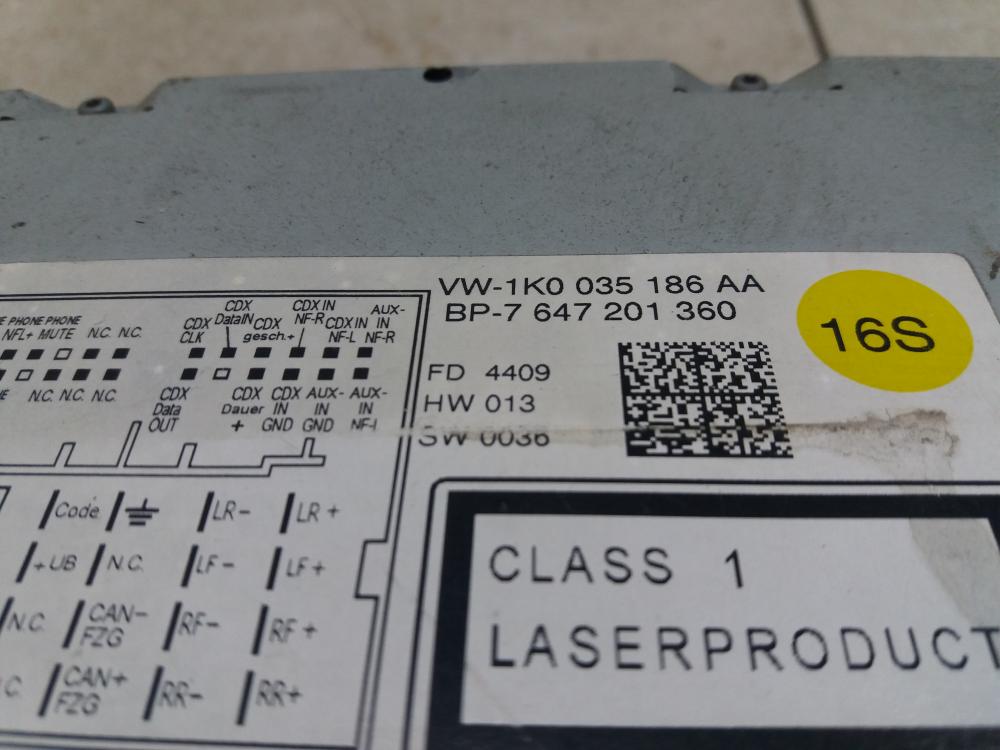 VW-1K0 035 186 AA
BP-7 647 201 360
16S
FD 4409
HW 013
SW 0036
CLASS 1
LASERPRODUCT
PHONE PHONE
NFL+ MUTE N.C. N.C.
N.C. N.C. N.C.
CDX CLK
CDX DataIN
CDX gesch.+
CDX IN NF-R
CDX IN NF-L
AUX-IN NF-R
CDX Data OUT
CDX Dauer +
CDX IN GND
AUX-IN GND
AUX-IN NF-L
Code LR- LR+
+UB N.C. LF- LF+
N.C. CAN-FZG RF- RF+
CAN+FZG RR- RR+